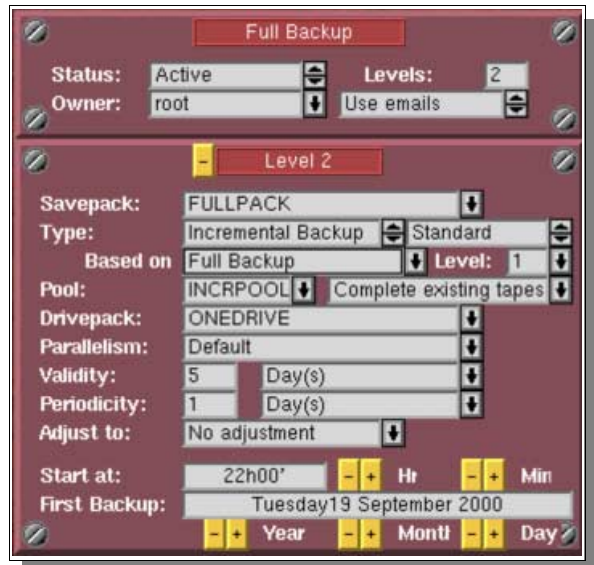 Full Backup
Status: Active Levels: 2
Owner: root Use emails
- Level 2
Savepack: FULLPACK
Type: Incremental Backup Standard
Based on Full Backup Level: 1
Pool: INCRPOOL Complete existing tapes
Drivepack: ONEDRIVE
Parallelism: Default
Validity: 5 Day(s)
Periodicity: 1 Day(s)
Adjust to: No adjustment
Start at: 22h00' - + Hr - + Min
First Backup: Tuesday19 September 2000
- + Year - + Montl - + Day